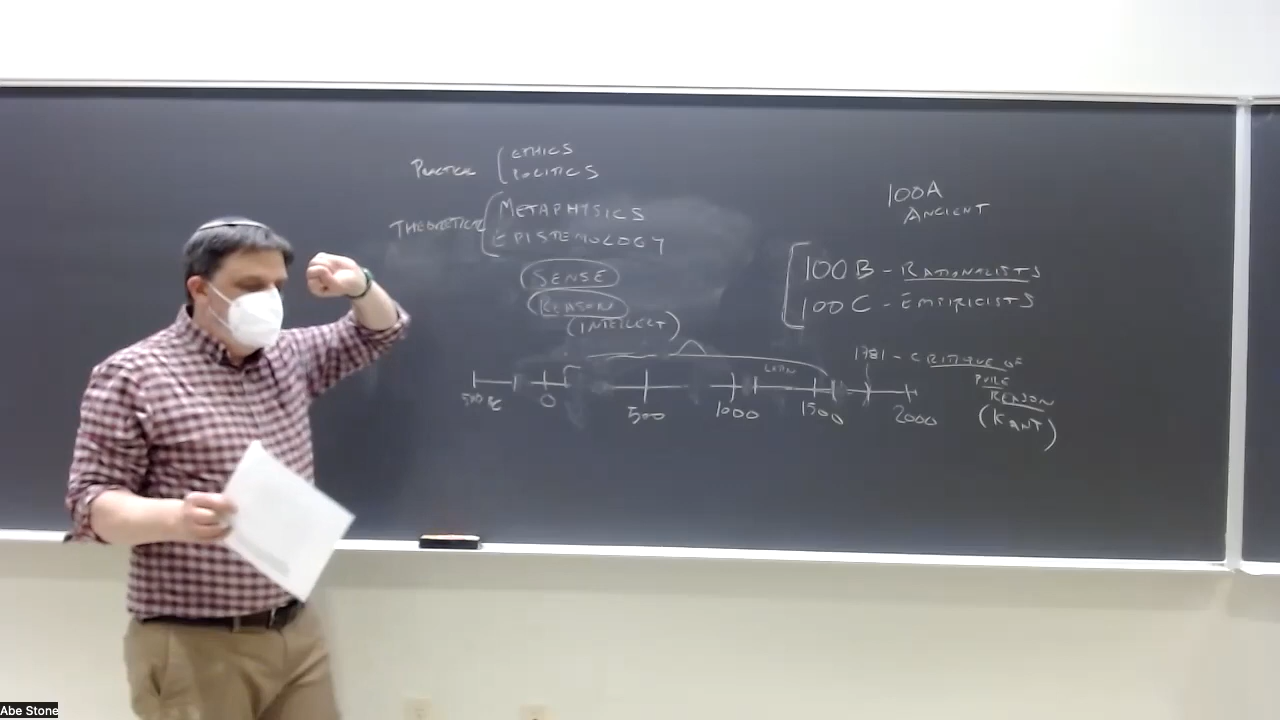 PRACTICAL
ETHICS
POLITICS
THEORETICAL
METAPHYSICS
EPISTEMOLOGY
SENSE
REASON
(INTELLECT)
100A
ANCIENT
100B - RATIONALISTS
100C - EMPIRICISTS
1781 - CRITIQUE OF
PURE
REASON
(KANT)
0
500
1000
1500
2000
Abe Stone